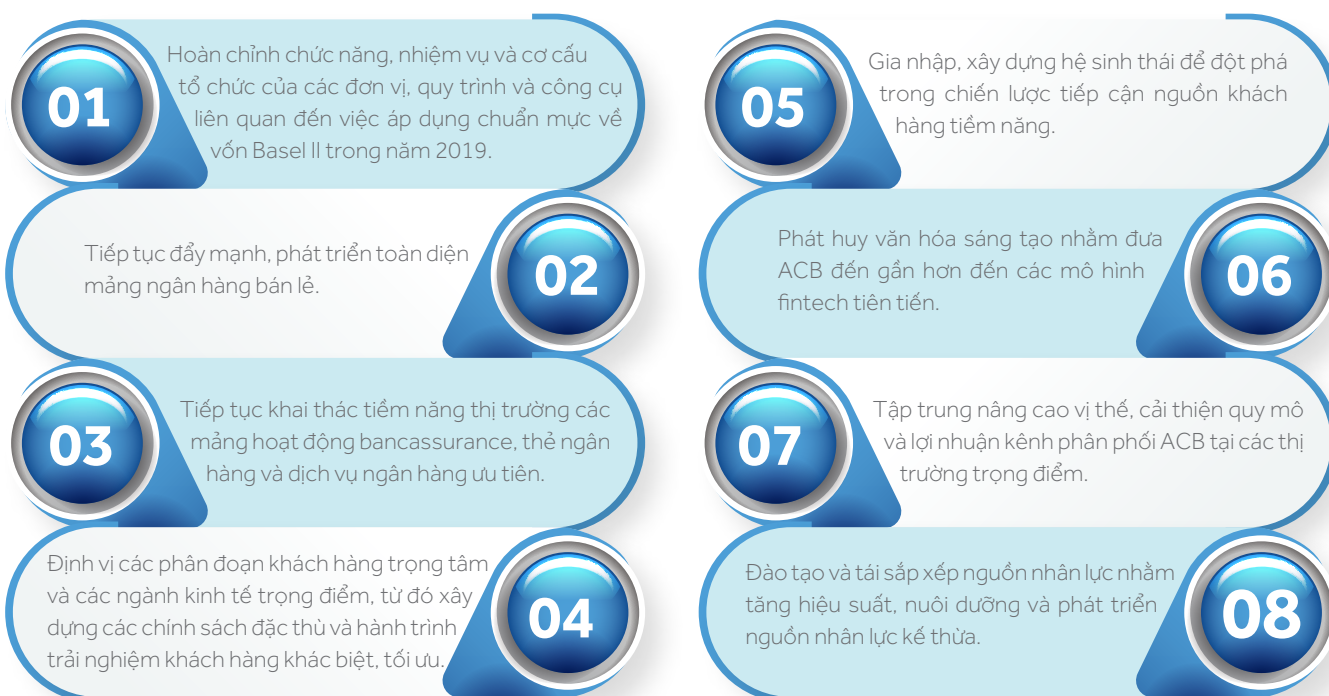 01
Hoàn chỉnh chức năng, nhiệm vụ và cơ cấu
tổ chức của các đơn vị, quy trình và công cụ
liên quan đến việc áp dụng chuẩn mực về
vốn Basel II trong năm 2019.
Tiếp tục đẩy mạnh, phát triển toàn diện
mảng ngân hàng bán lẻ.
02
03
Tiếp tục khai thác tiềm năng thị trường các
mảng hoạt động bancassurance, thẻ ngân
hàng và dịch vụ ngân hàng ưu tiên.
Định vị các phân đoạn khách hàng trọng tâm
và các ngành kinh tế trọng điểm, từ đó xây
dựng các chính sách đặc thù và hành trình
trải nghiệm khách hàng khác biệt, tối ưu.
04
05
Gia nhập, xây dựng hệ sinh thái để đột phá
trong chiến lược tiếp cận nguồn khách
hàng tiềm năng.
Phát huy văn hóa sáng tạo nhằm đưa
ACB đến gần hơn đến các mô hình
fintech tiên tiến.
06
07
Tập trung nâng cao vị thế, cải thiện quy mô
và lợi nhuận kênh phân phối ACB tại các thị
trường trọng điểm.
Đào tạo và tái sắp xếp nguồn nhân lực nhằm
tăng hiệu suất, nuôi dưỡng và phát triển
nguồn nhân lực kế thừa.
08